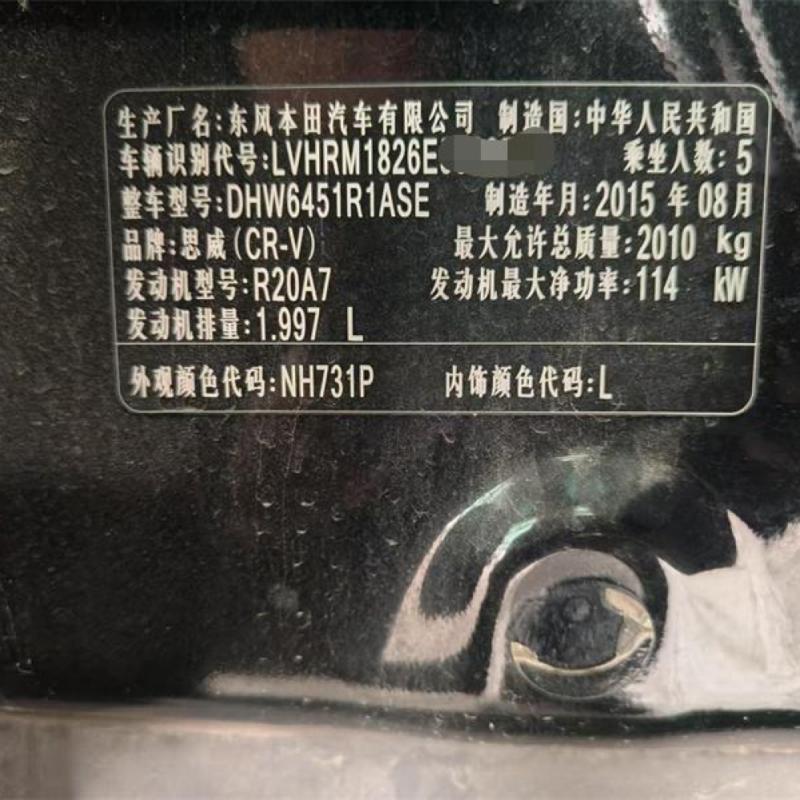 生产厂名:东风本田汽车有限公司 制造国:中华人民共和国
车辆识别代号:LVHRM1826E 乘坐人数:5
整车型号:DHW6451R1ASE 制造年月:2015年08月
品牌:思威(CR-V) 最大允许总质量:2010 kg
发动机型号:R20A7 发动机最大净功率:114 kW
发动机排量:1.997 L
外观颜色代码:NH731P 内饰颜色代码:L